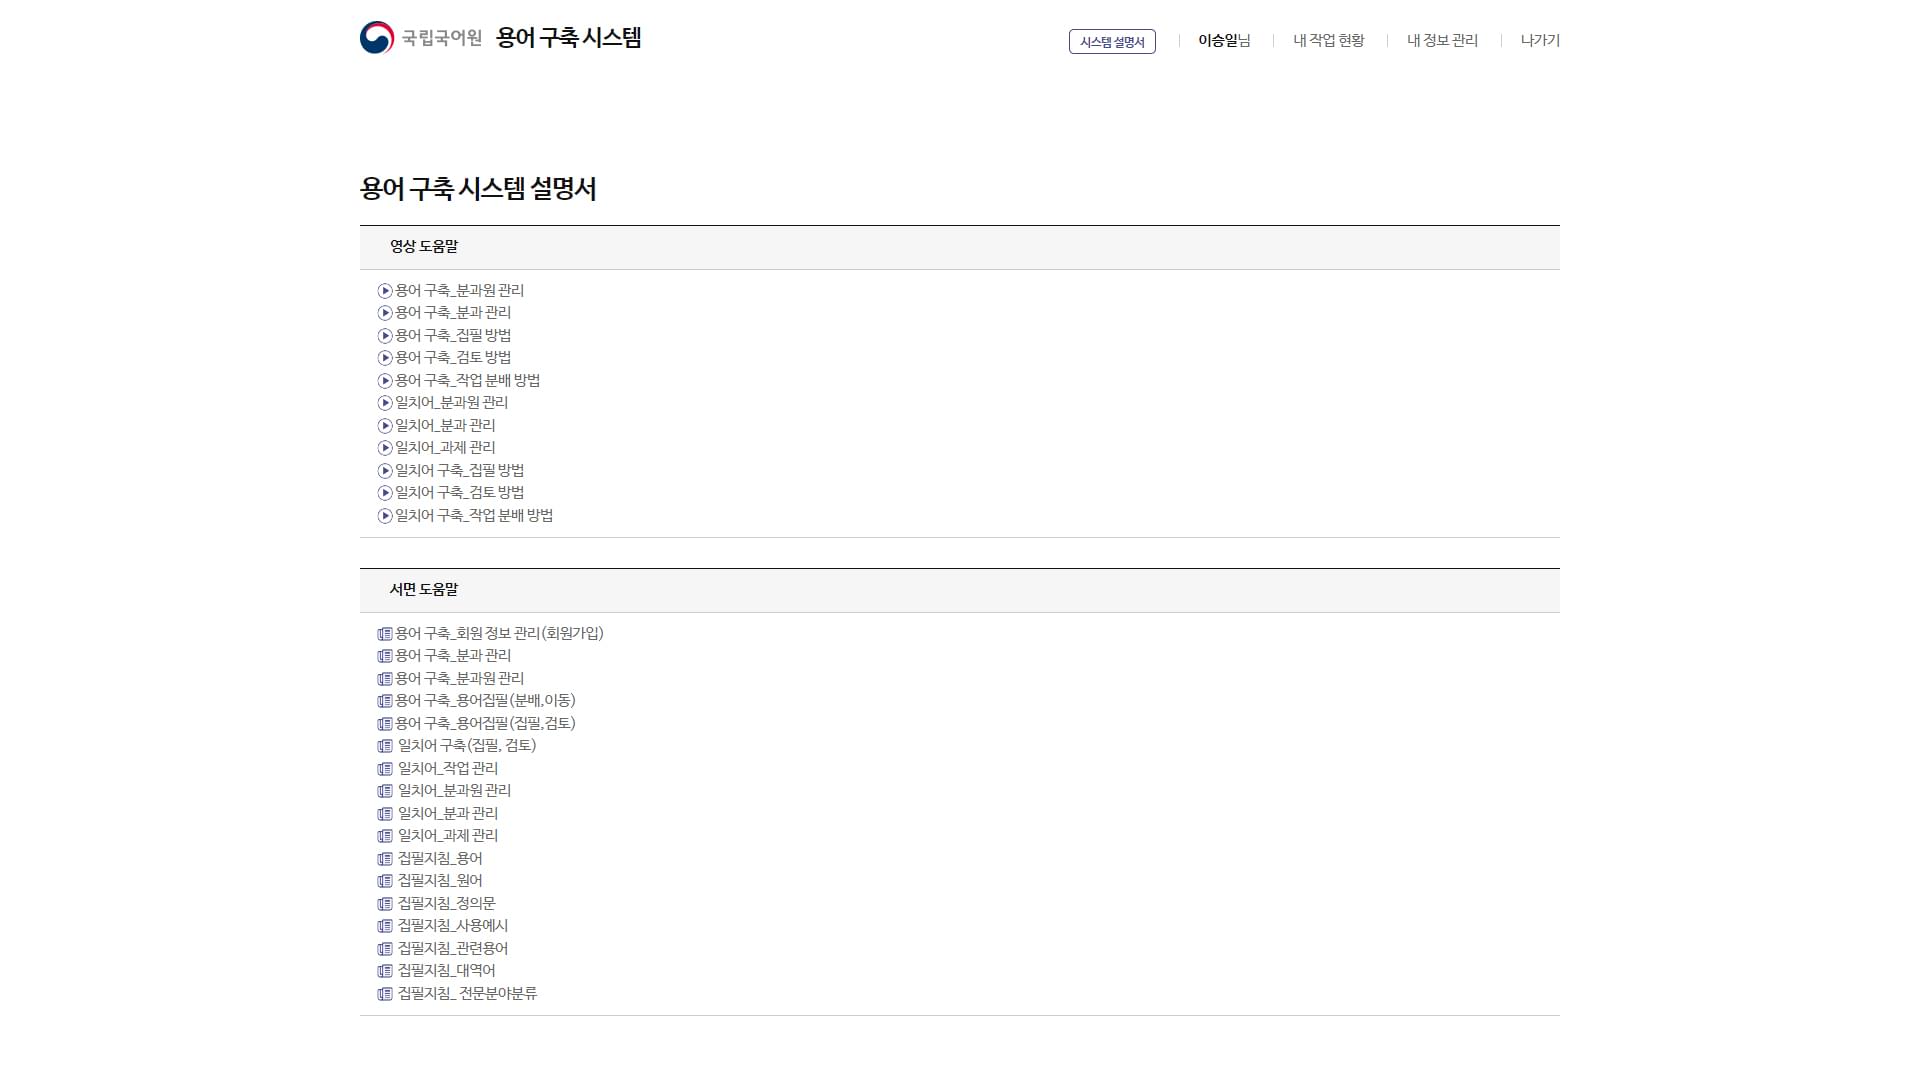 국립국어원 용어 구축 시스템
시스템 설명서
이승일님
내 작업 현황
내 정보 관리
나가기
용어 구축 시스템 설명서
영상 도움말
용어 구축_분과원 관리
용어 구축_분과 관리
용어 구축_집필 방법
용어 구축_검토 방법
용어 구축_작업 분배 방법
일치어_분과원 관리
일치어_분과 관리
일치어_과제 관리
일치어 구축_집필 방법
일치어 구축_검토 방법
일치어 구축_작업 분배 방법
서면 도움말
용어 구축_회원 정보 관리(회원가입)
용어 구축_분과 관리
용어 구축_분과원 관리
용어 구축_용어집필(분배,이동)
용어 구축_용어집필(집필,검토)
일치어 구축(집필, 검토)
일치어_작업 관리
일치어_분과원 관리
일치어_분과 관리
일치어_과제 관리
집필지침_용어
집필지침_원어
집필지침_정의문
집필지침_사용예시
집필지침_관련용어
집필지침_대역어
집필지침_ 전문분야분류